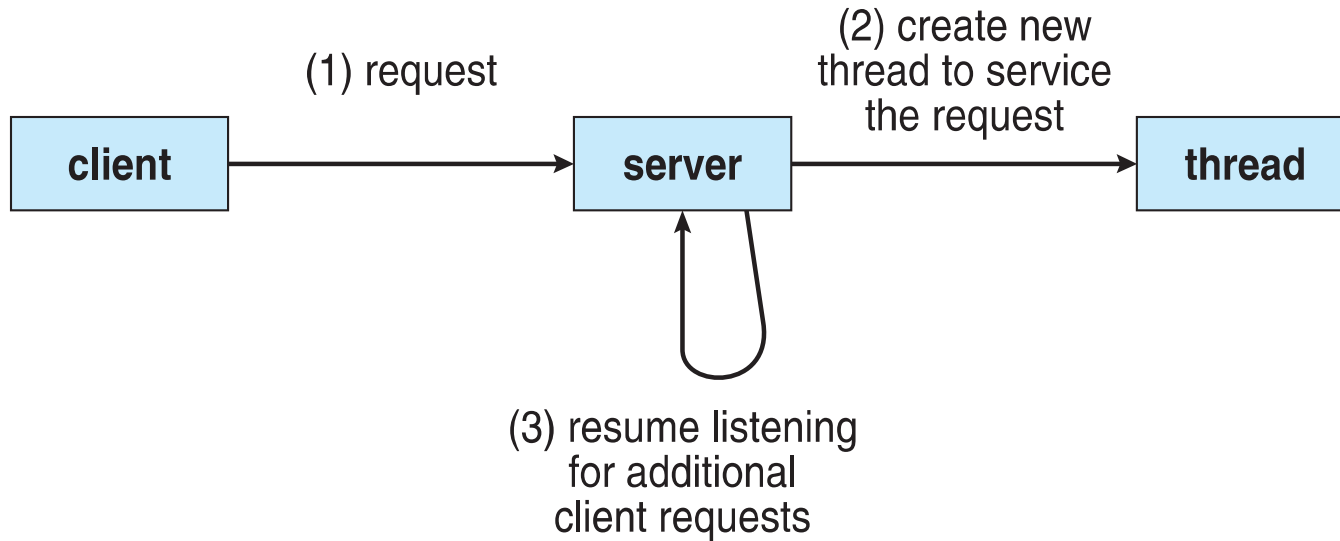 (1) request
(2) create new
thread to service
the request
client
server
thread
(3) resume listening
for additional
client requests